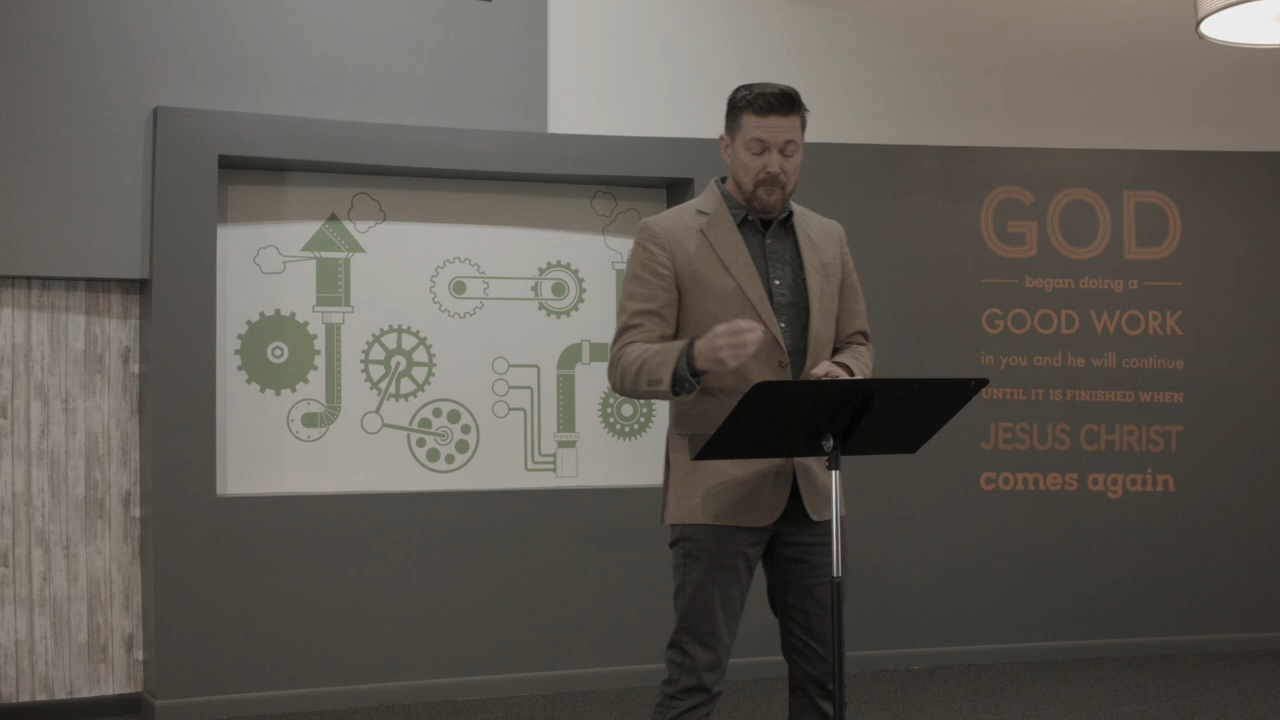 GOD
began doing a
GOOD WORK
in you and he will continue
UNTIL IT IS FINISHED WHEN
JESUS CHRIST
comes again